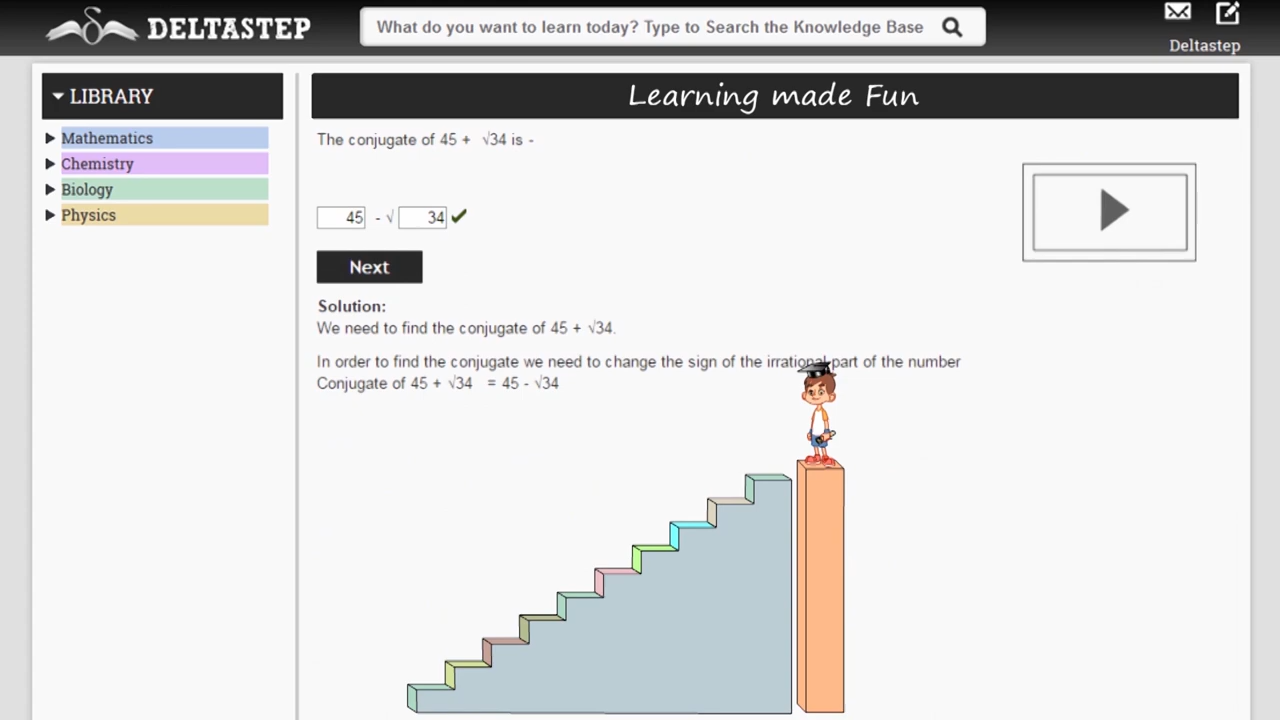 DELTASTEP
What do you want to learn today? Type to Search the Knowledge Base
Deltastep
LIBRARY
Mathematics
Chemistry
Biology
Physics
Learning made Fun
The conjugate of 45 + √34 is -
45 - √ 34
Next
Solution:
We need to find the conjugate of 45 + √34.
In order to find the conjugate we need to change the sign of the irrational part of the number
Conjugate of 45 + √34 = 45 - √34